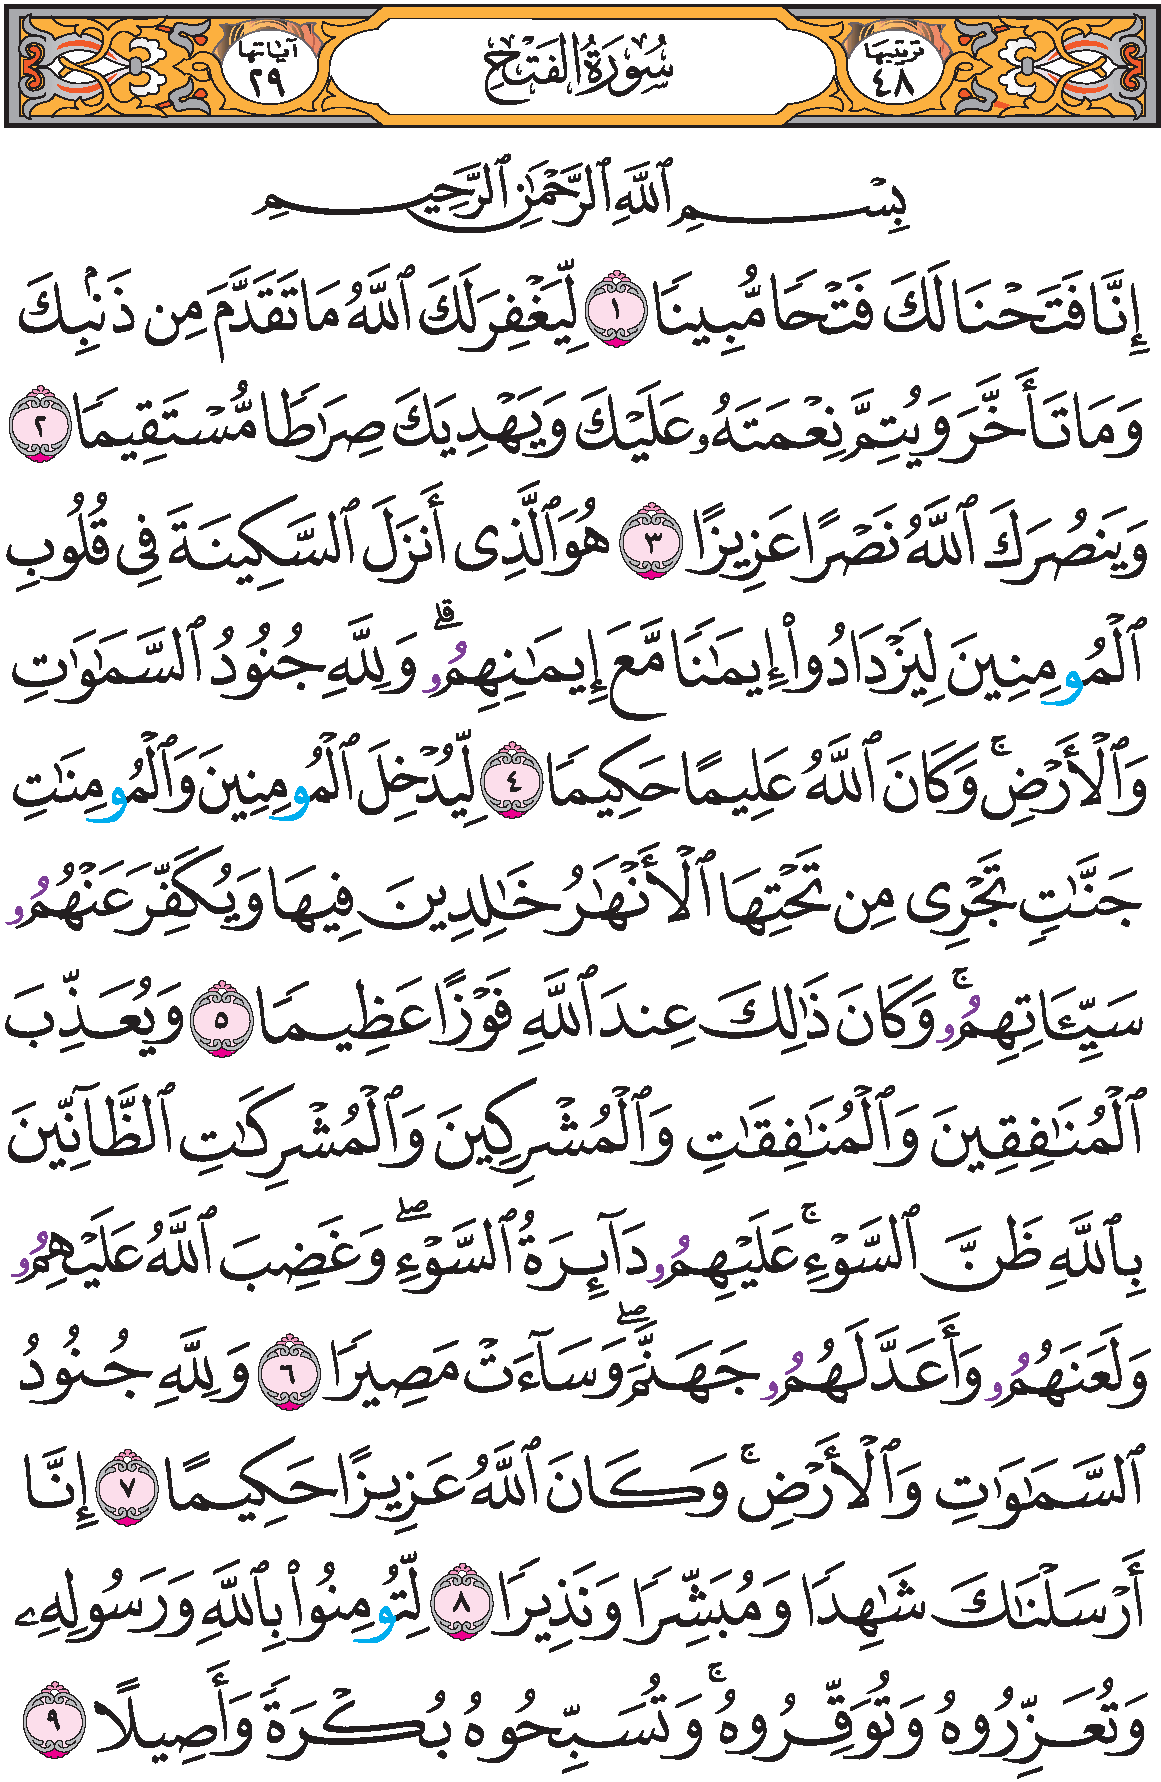 ترتيبها ٤٨ سُورَةُ الفَتْحِ آياتها ٢٩
بِسْمِ ٱللَّهِ ٱلرَّحْمَٰنِ ٱلرَّحِيمِ
إِنَّا فَتَحْنَا لَكَ فَتْحًا مُّبِينًا ١ لِّيَغْفِرَ لَكَ ٱللَّهُ مَا تَقَدَّمَ مِن ذَنۢبِكَ
وَمَا تَأَخَّرَ وَيُتِمَّ نِعْمَتَهُۥ عَلَيْكَ وَيَهْدِيَكَ صِرَٰطًا مُّسْتَقِيمًا ٢
وَيَنصُرَكَ ٱللَّهُ نَصْرًا عَزِيزًا ٣ هُوَ ٱلَّذِى أَنزَلَ ٱلسَّكِينَةَ فِى قُلُوبِ
ٱلْمُومِنِينَ لِيَزْدَادُوٓا۟ إِيمَٰنًا مَّعَ إِيمَٰنِهِمُۥ ۗ وَلِلَّهِ جُنُودُ ٱلسَّمَٰوَٰتِ
وَٱلْأَرْضِ ۚ وَكَانَ ٱللَّهُ عَلِيمًا حَكِيمًا ٤ لِّيُدْخِلَ ٱلْمُومِنِينَ وَٱلْمُومِنَٰتِ
جَنَّٰتٍ تَجْرِى مِن تَحْتِهَا ٱلْأَنْهَٰرُ خَٰلِدِينَ فِيهَا وَيُكَفِّرَ عَنْهُمُۥ
سَيِّـَٔاتِهِمُۥ ۚ وَكَانَ ذَٰلِكَ عِندَ ٱللَّهِ فَوْزًا عَظِيمًا ٥ وَيُعَذِّبَ
ٱلْمُنَٰفِقِينَ وَٱلْمُنَٰفِقَٰتِ وَٱلْمُشْرِكِينَ وَٱلْمُشْرِكَٰتِ ٱلظَّآنِّينَ
بِٱللَّهِ ظَنَّ ٱلسَّوْءِ ۚ عَلَيْهِمُۥ دَآئِرَةُ ٱلسَّوْءِ ۖ وَغَضِبَ ٱللَّهُ عَلَيْهِمُۥ
وَلَعَنَهُمُۥ وَأَعَدَّ لَهُمُۥ جَهَنَّمَ ۖ وَسَآءَتْ مَصِيرًا ٦ وَلِلَّهِ جُنُودُ
ٱلسَّمَٰوَٰتِ وَٱلْأَرْضِ ۚ وَكَانَ ٱللَّهُ عَزِيزًا حَكِيمًا ٧ إِنَّا
أَرْسَلْنَٰكَ شَٰهِدًا وَمُبَشِّرًا وَنَذِيرًا ٨ لِّتُومِنُوا۟ بِٱللَّهِ وَرَسُولِهِۦ
وَتُعَزِّرُوهُ وَتُوَقِّرُوهُ ۚ وَتُسَبِّحُوهُ بُكْرَةً وَأَصِيلًا ٩